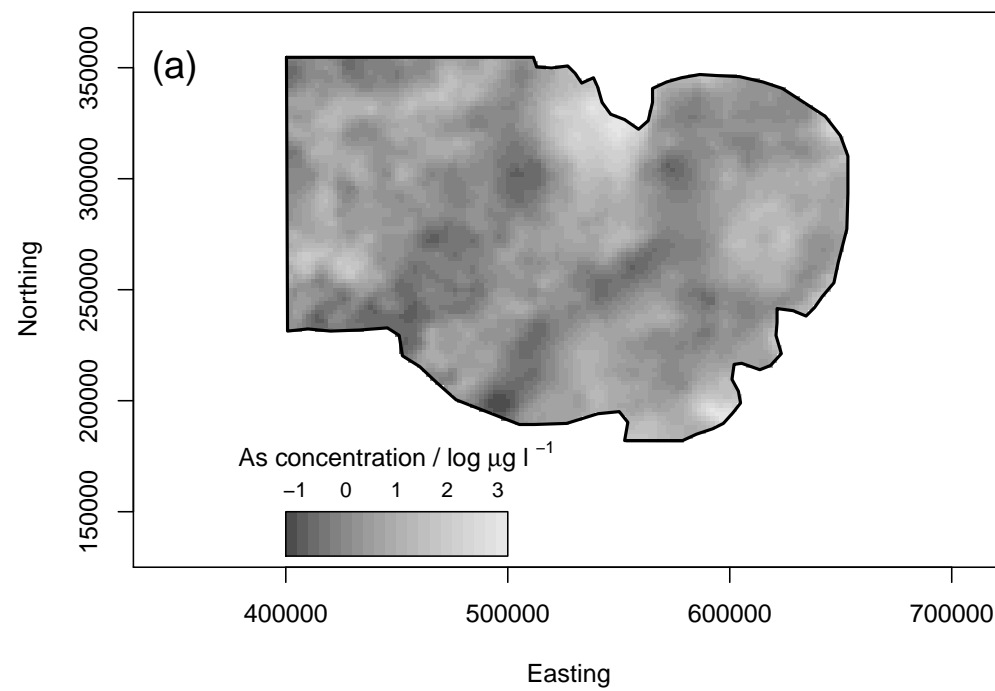 (a)
350000
300000
250000
200000
150000
Northing
As concentration / log μg l⁻¹
−1 0 1 2 3
400000 500000 600000 700000
Easting